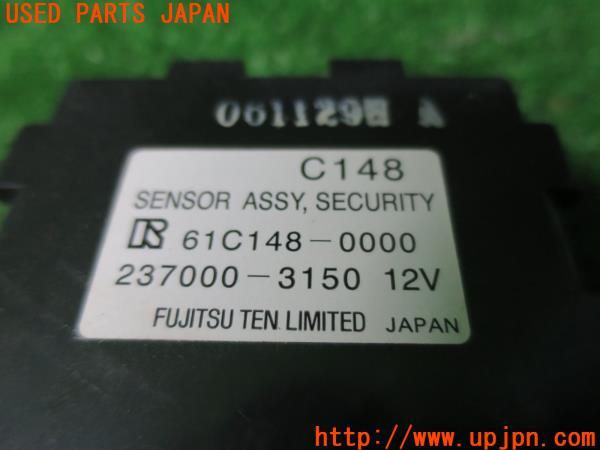 USED PARTS JAPAN
061129
C148
SENSOR ASSY, SECURITY
61C148-0000
237000-3150 12V
FUJITSU TEN LIMITED JAPAN
UPJ
http://www.upjpn.com/